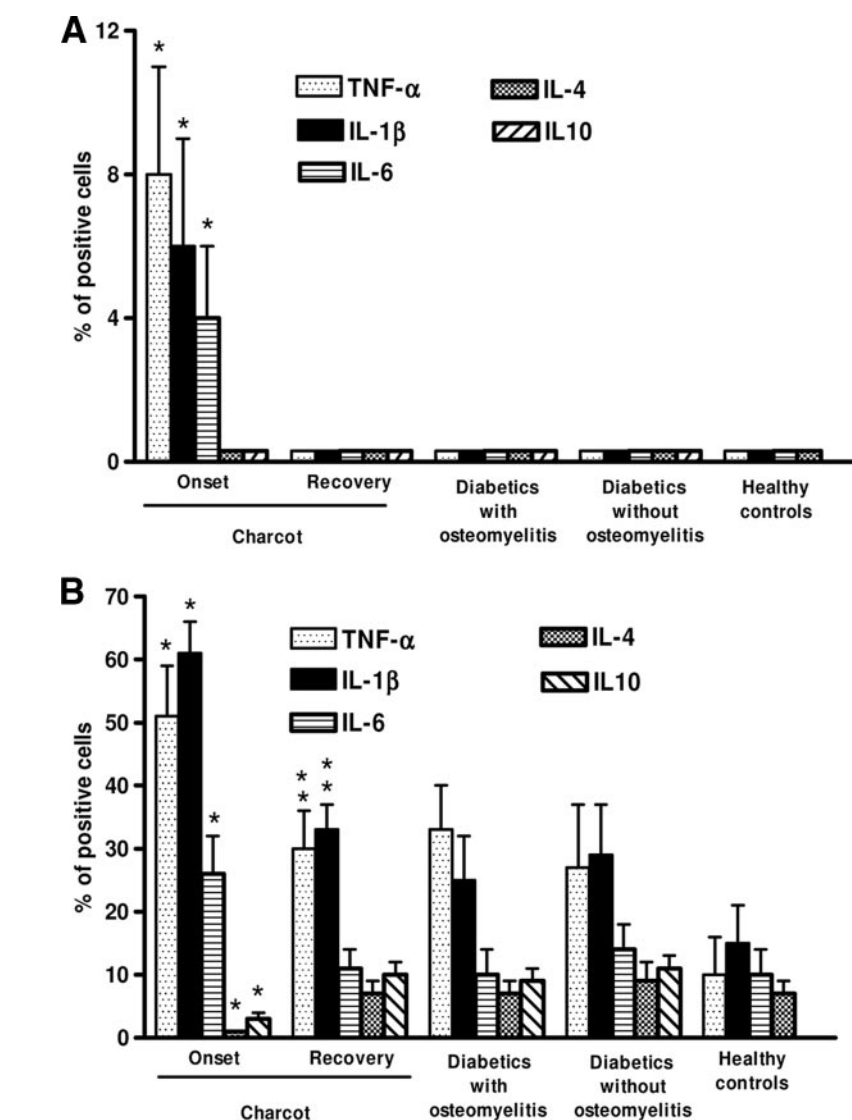 A
12
8
4
0
% of positive cells
*
*
*
TNF-α
IL-1β
IL-6
IL-4
IL10
Onset
Recovery
Charcot
Diabetics
with
osteomyelitis
Diabetics
without
osteomyelitis
Healthy
controls
B
70
60
50
40
30
20
10
0
% of positive cells
*
*
*
*
*
*
*
*
*
TNF-α
IL-1β
IL-6
IL-4
IL10
Onset
Recovery
Charcot
Diabetics
with
osteomyelitis
Diabetics
without
osteomyelitis
Healthy
controls